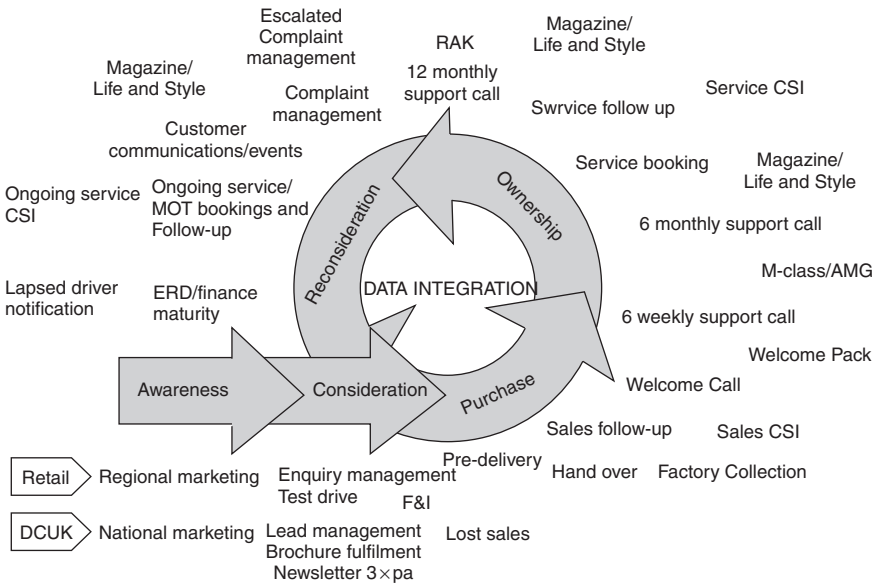 Escalated
Complaint
management
RAK
12 monthly
support call
Magazine/
Life and Style
Magazine/
Life and Style
Complaint
management
Swrvice follow up
Service CSI
Customer
communications/events
Service booking
Magazine/
Life and Style
Ongoing service
CSI
Ongoing service/
MOT bookings and
Follow-up
Reconsideration
Ownership
6 monthly support call
M-class/AMG
Lapsed driver
notification
ERD/finance
maturity
DATA INTEGRATION
6 weekly support call
Welcome Pack
Awareness
Consideration
Purchase
Welcome Call
Sales follow-up
Sales CSI
Retail
Regional marketing
Enquiry management
Test drive
F&I
Pre-delivery
Hand over
Factory Collection
DCUK
National marketing
Lead management
Brochure fulfilment
Newsletter 3×pa
Lost sales